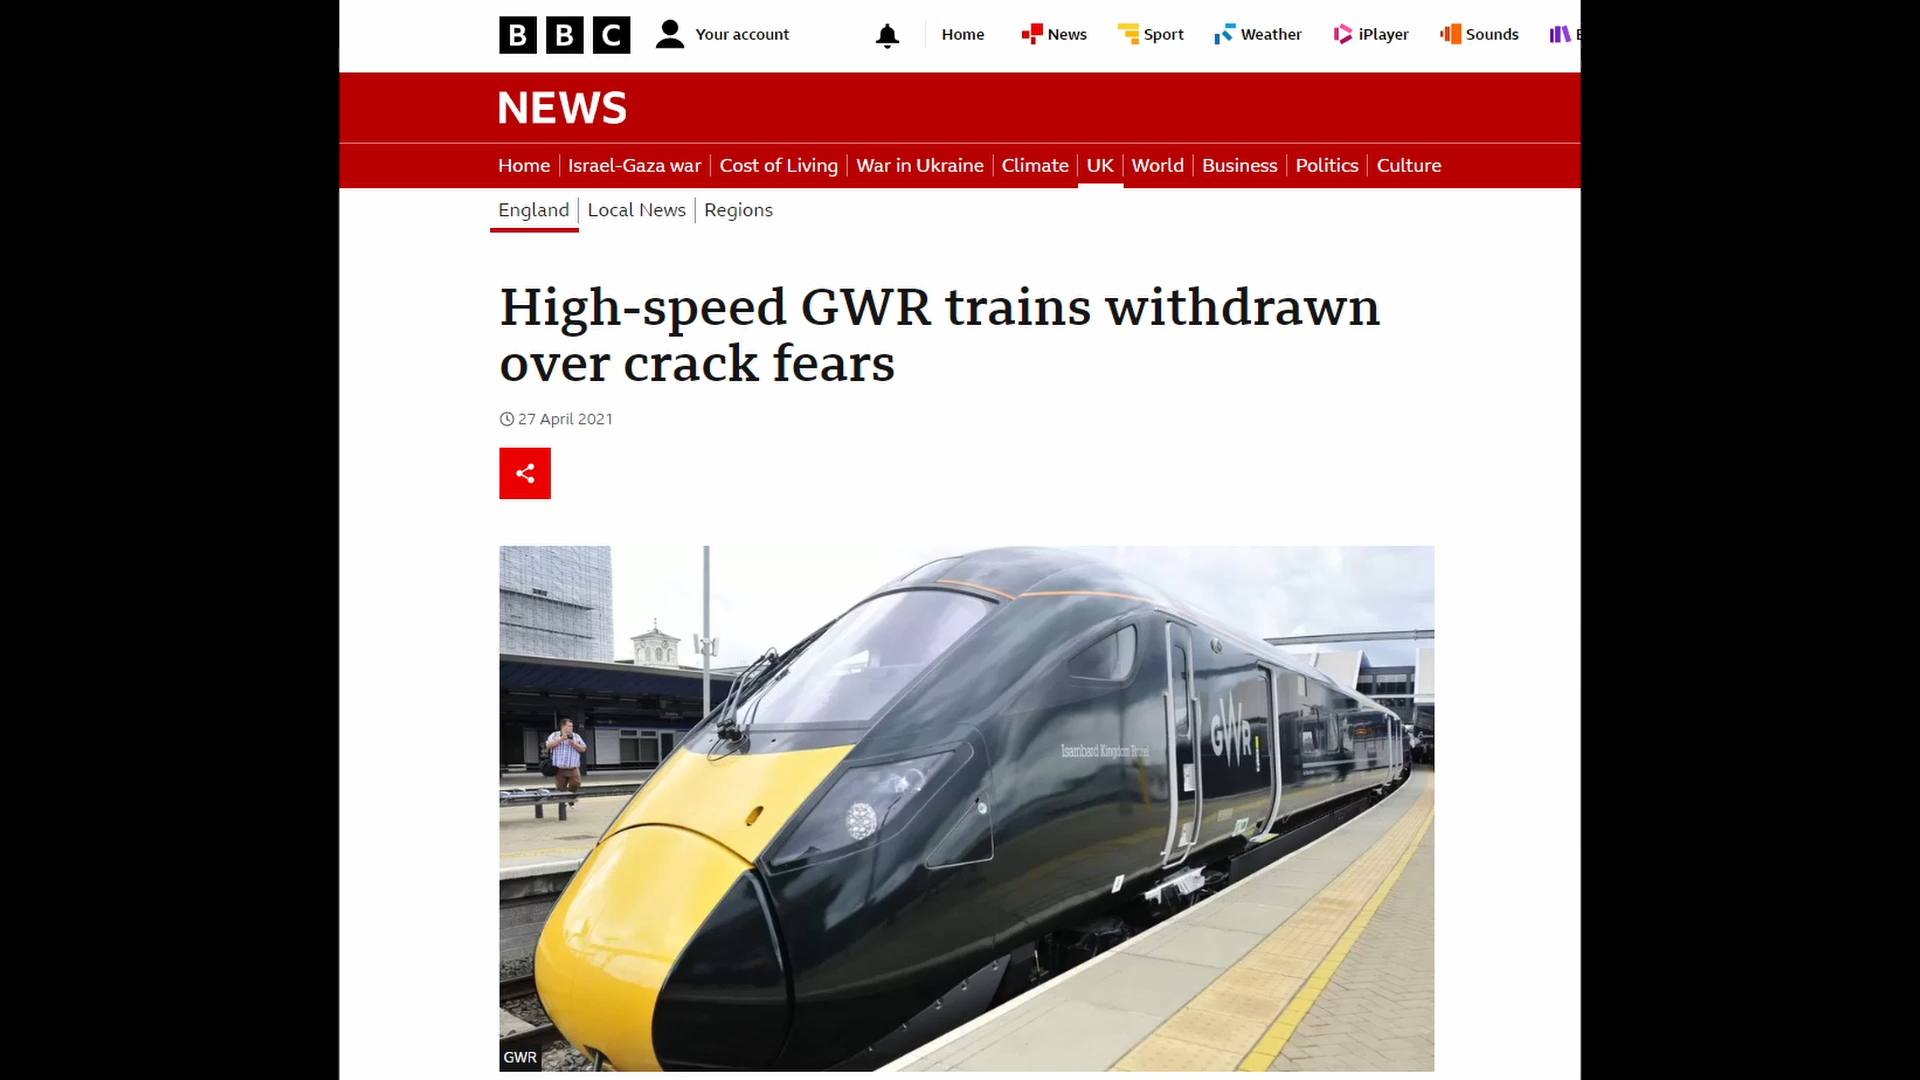 BBC Your account Home News Sport Weather iPlayer Sounds
NEWS
Home Israel-Gaza war Cost of Living War in Ukraine Climate UK World Business Politics Culture
England Local News Regions
High-speed GWR trains withdrawn
over crack fears
27 April 2021
Isambard Kingdom Brunel
GWR
GWR